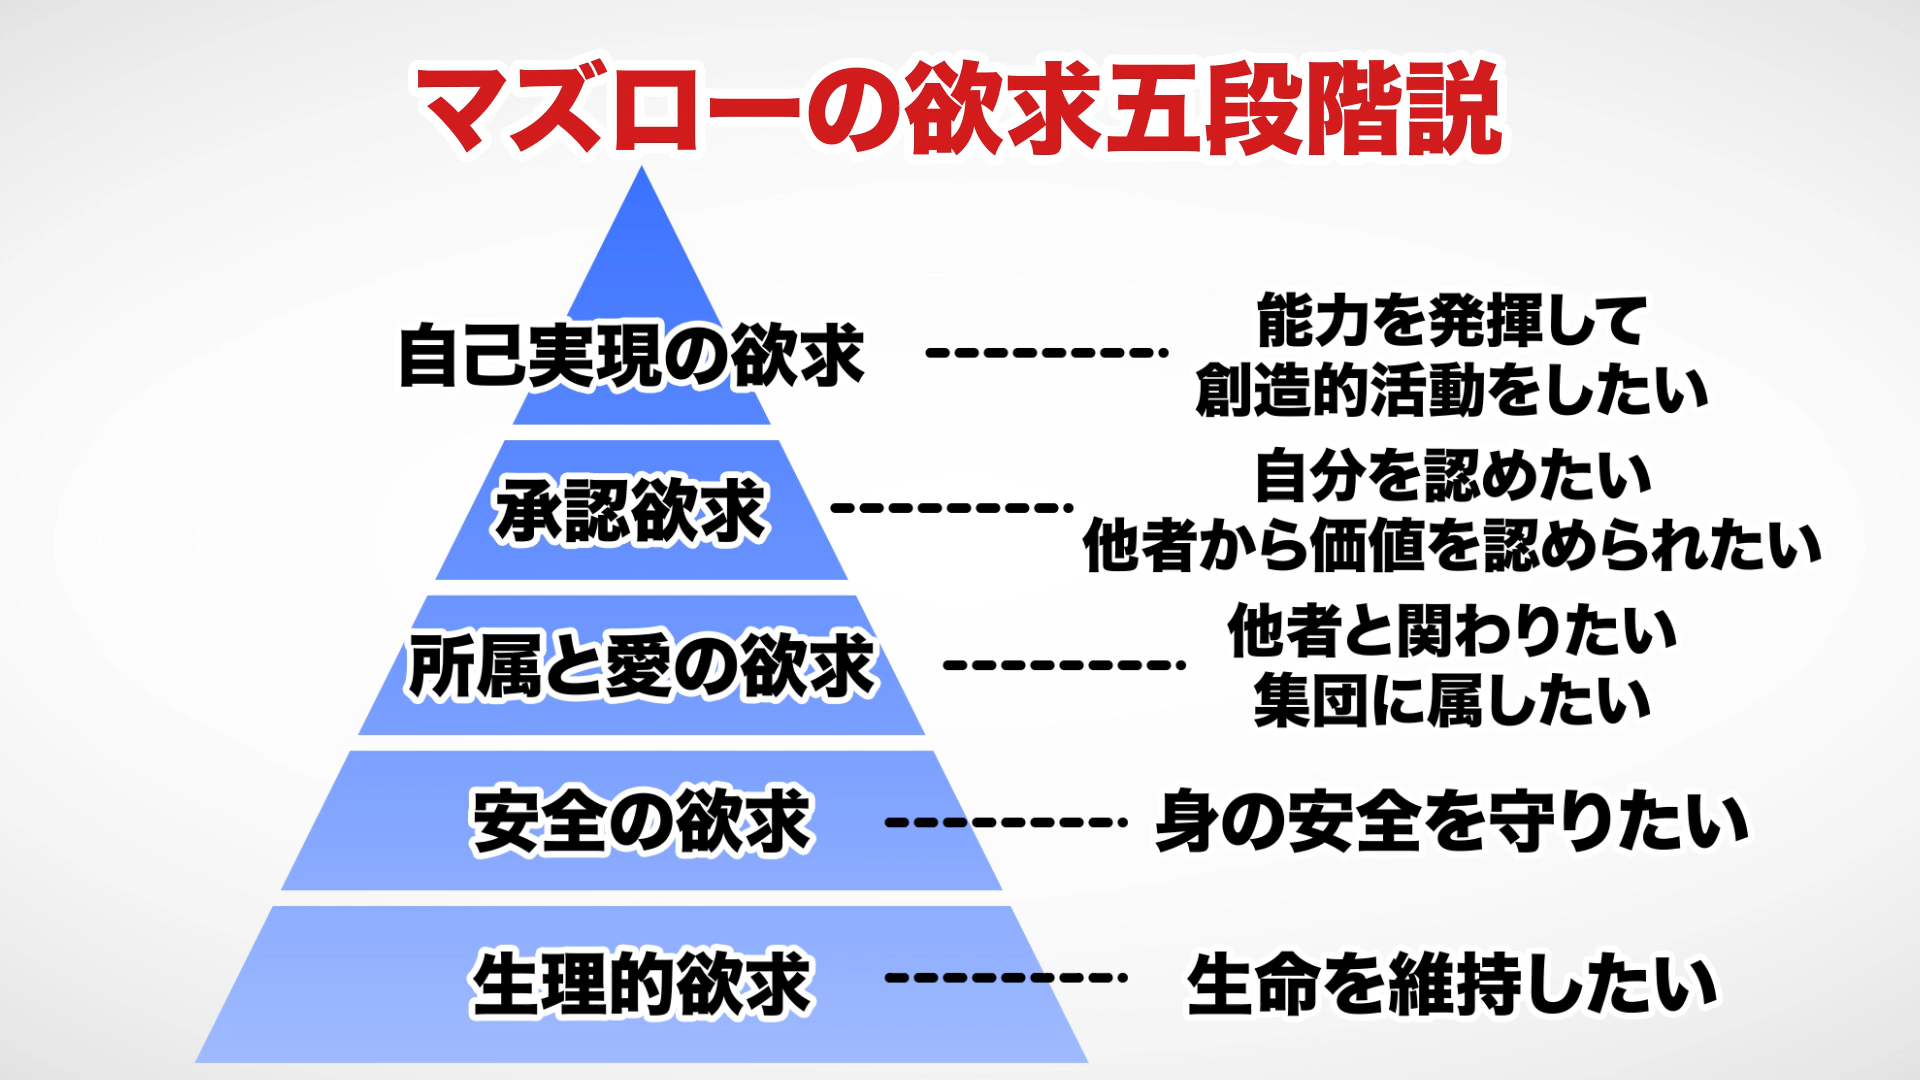 マズローの欲求五段階説
自己実現の欲求
能力を発揮して
創造的活動をしたい
承認欲求
自分を認めたい
他者から価値を認められたい
所属と愛の欲求
他者と関わりたい
集団に属したい
安全の欲求
身の安全を守りたい
生理的欲求
生命を維持したい